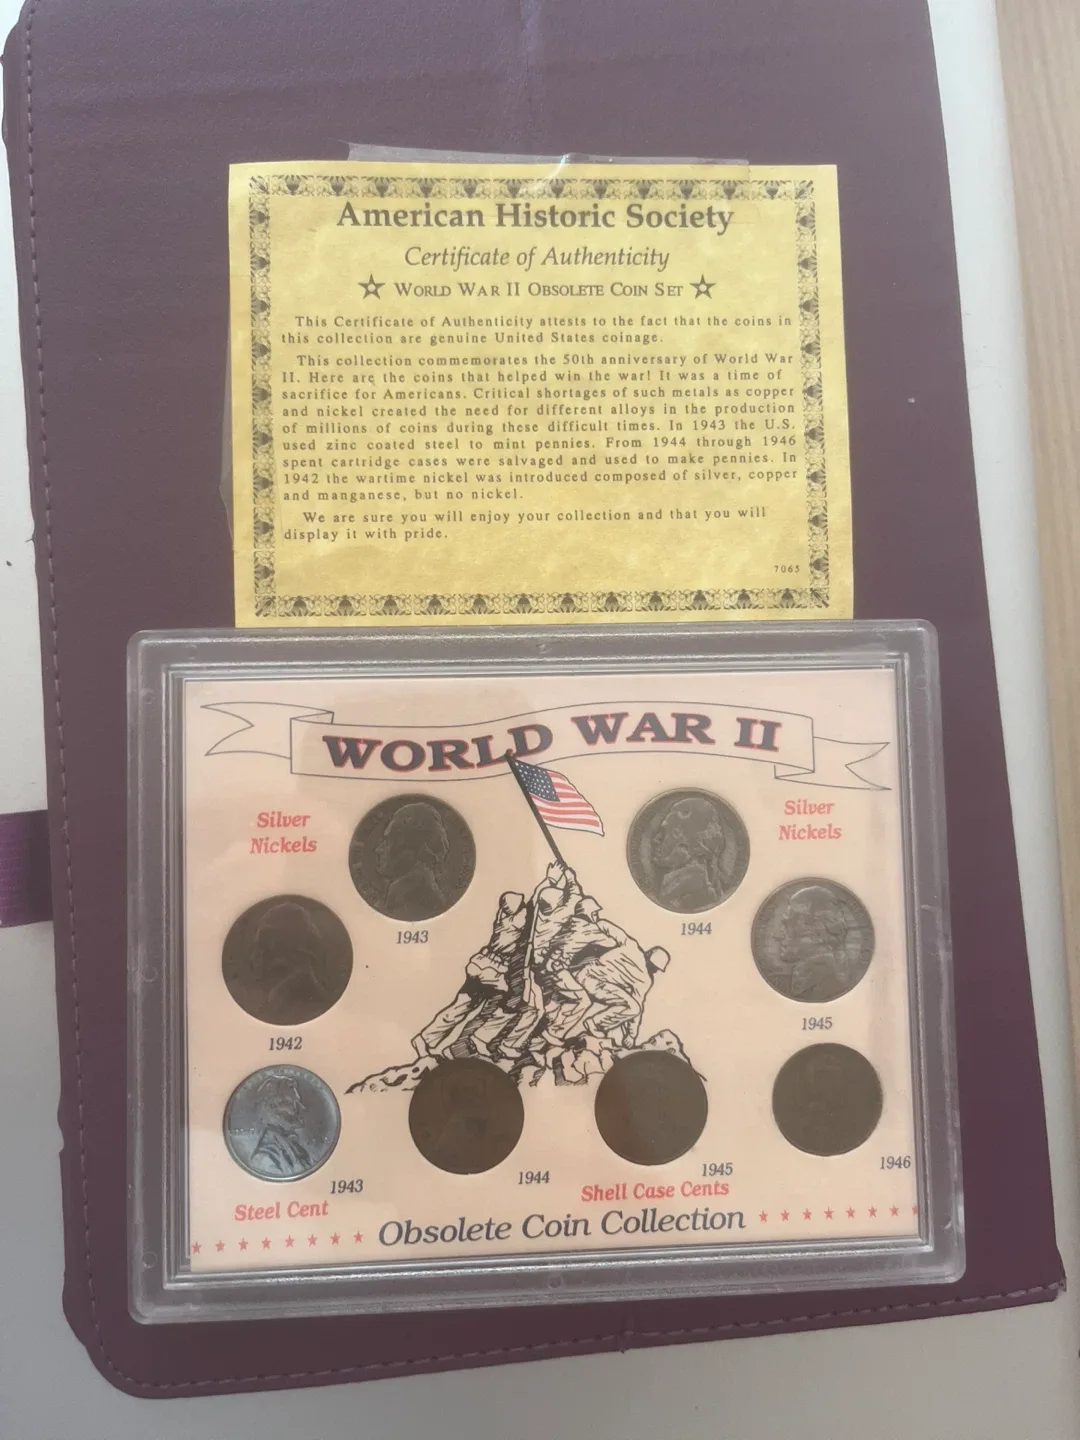 American Historic Society
Certificate of Authenticity
World War II Obsolete Coin Set
This Certificate of Authenticity attests to the fact that the coins in
this collection are genuine United States coinage.
This collection commemorates the 50th anniversary of World War
II. Here are the coins that helped win the war! It was a time of
sacrifice for Americans. Critical shortages of such metals as copper
and nickel created the need for different alloys in the production
of millions of coins during these difficult times. In 1943 the U.S.
used zinc coated steel to mint pennies. From 1944 through 1946
spent cartridge cases were salvaged and used to make pennies. In
1942 the wartime nickel was introduced composed of silver, copper
and manganese, but no nickel.
We are sure you will enjoy your collection and that you will
display it with pride.
7065
WORLD WAR II
Silver
Nickels
Silver
Nickels
1943
1944
1942
1945
1943
1944
1945
1946
Steel Cent
Shell Case Cents
Obsolete Coin Collection